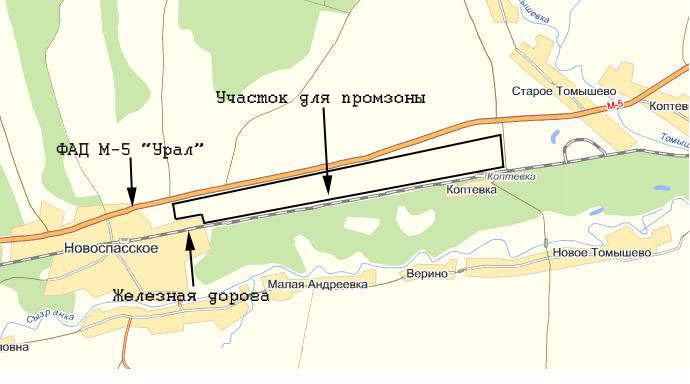 Томышевка
Старое Томышево
М-5
Участок для промзоны
ФАД М-5 "Урал"
Коптевка
Коптевка
Новоспасское
Новое Томышево
Верино
Малая Андреевка
Железная дорога
Сызранка